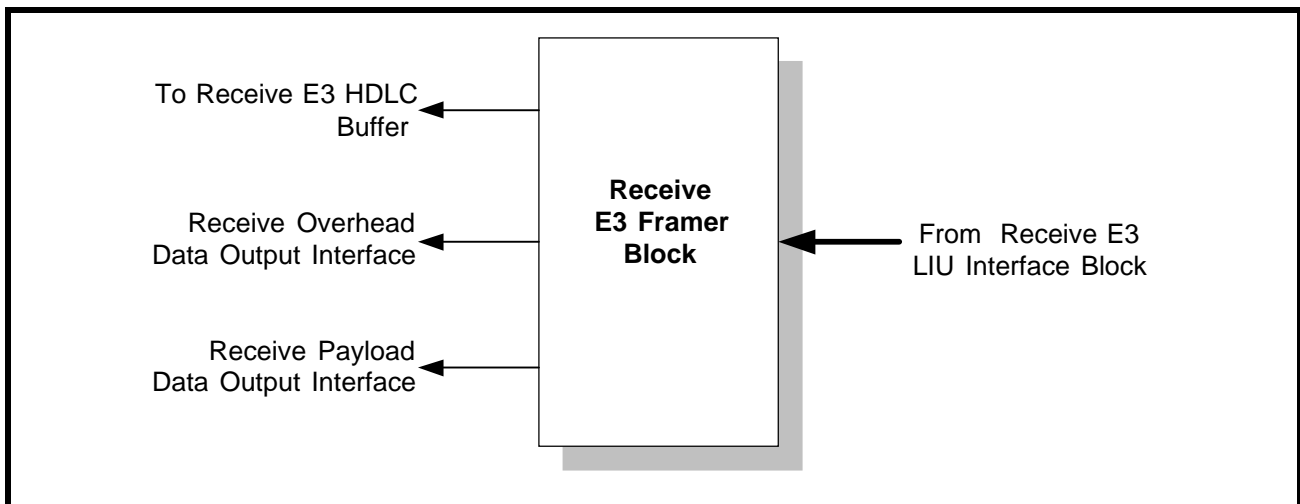 To Receive E3 HDLC
Buffer
Receive Overhead
Data Output Interface
Receive Payload
Data Output Interface
Receive
E3 Framer
Block
From Receive E3
LIU Interface Block